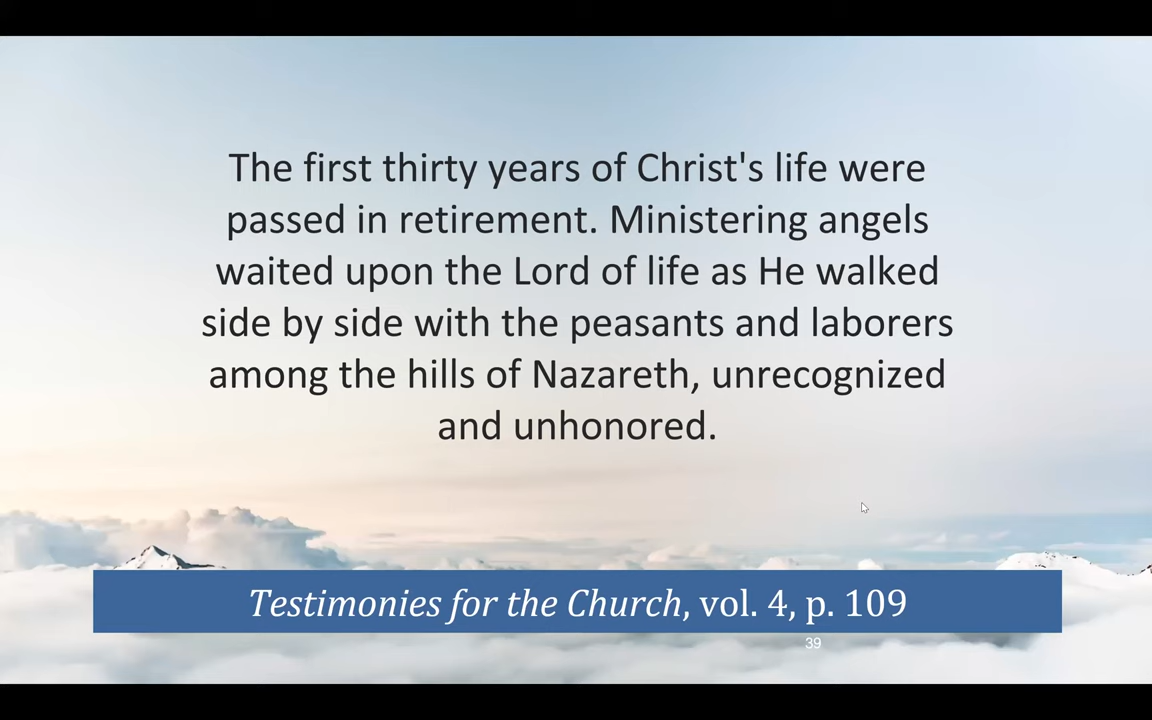 The first thirty years of Christ's life were
passed in retirement. Ministering angels
waited upon the Lord of life as He walked
side by side with the peasants and laborers
among the hills of Nazareth, unrecognized
and unhonored.
Testimonies for the Church, vol. 4, p. 109
39